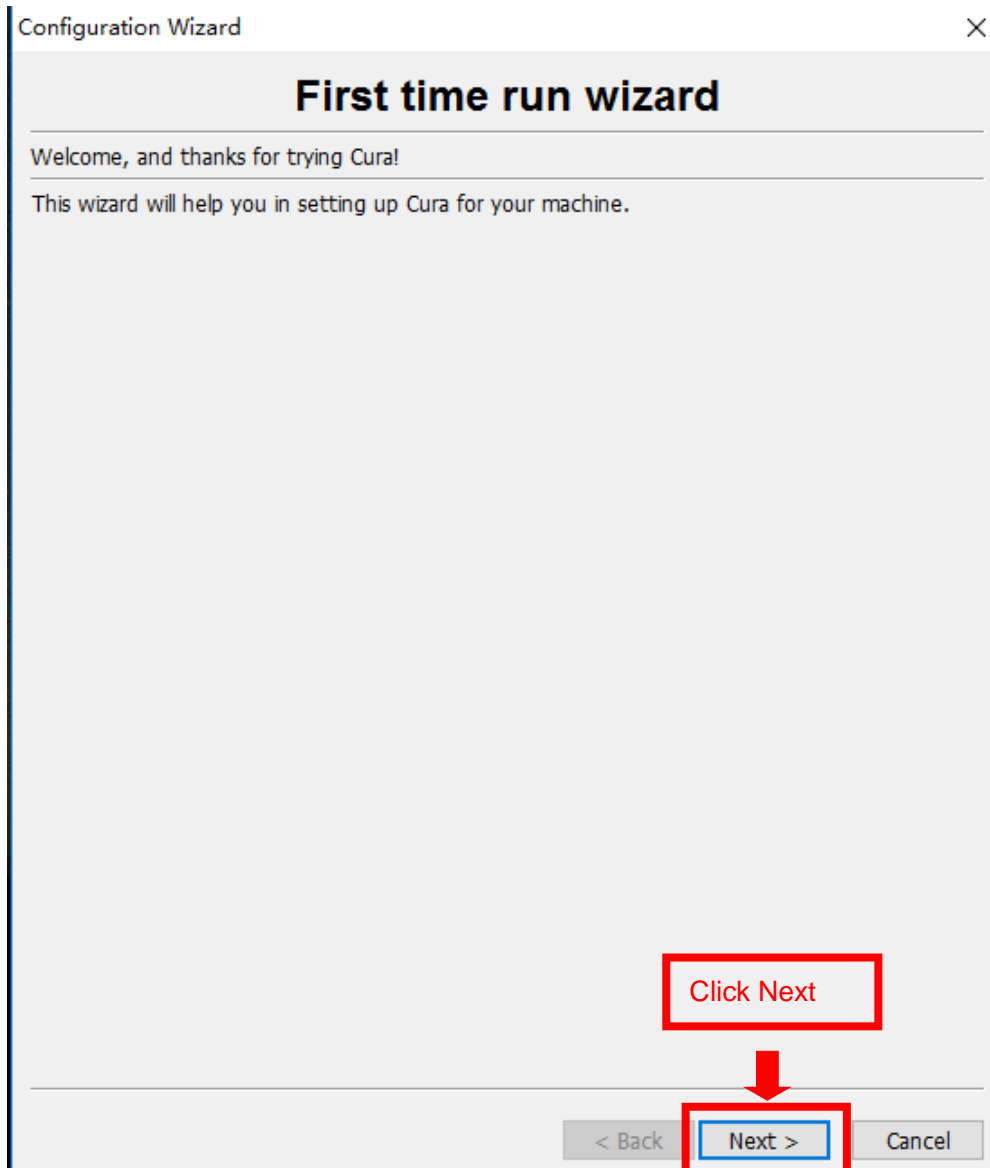 Configuration Wizard
First time run wizard
Welcome, and thanks for trying Cura!
This wizard will help you in setting up Cura for your machine.
Click Next
< Back Next > Cancel